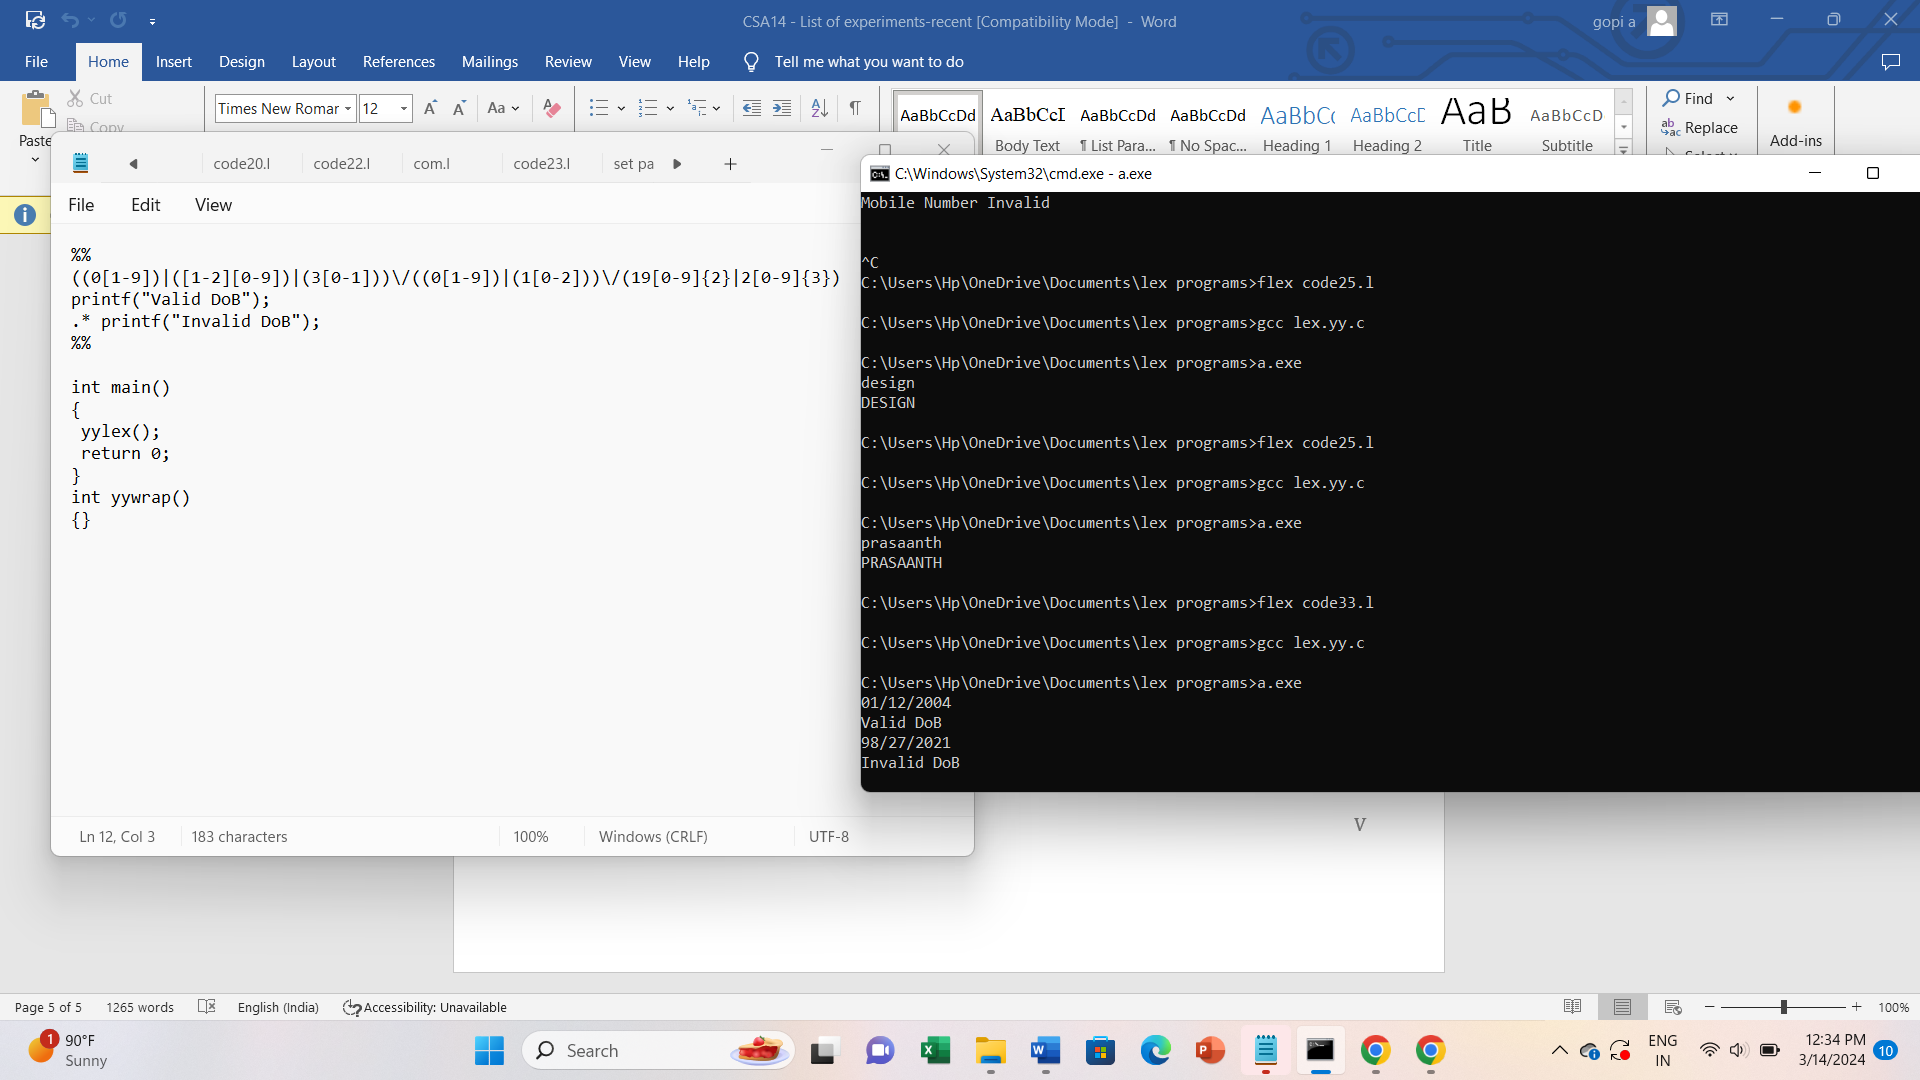 CSA14 - List of experiments-recent [Compatibility Mode] - Word
gopi a
File Home Insert Design Layout References Mailings Review View Help Tell me what you want to do
Paste
Cut
Copy
Times New Roman 12 Aa
AaBbCcDd AaBbCcI AaBbCcDd AaBbCcDd AaBbCc AaBbCcD AaB AaBbCcD
Body Text ¶ List Para... ¶ No Spac... Heading 1 Heading 2 Title Subtitle
Find
Replace
Add-ins
code20.l code22.l com.l code23.l set pa
File Edit View
%%
((0[1-9])|([1-2][0-9])|(3[0-1]))\/((0[1-9])|(1[0-2]))\/(19[0-9]{2}|2[0-9]{3})
printf("Valid DoB");
.* printf("Invalid DoB");
%%
int main()
{
yylex();
return 0;
}
int yywrap()
{}
Ln 12, Col 3 183 characters 100% Windows (CRLF) UTF-8
C:\Windows\System32\cmd.exe - a.exe
Mobile Number Invalid
^C
C:\Users\Hp\OneDrive\Documents\lex programs>flex code25.l
C:\Users\Hp\OneDrive\Documents\lex programs>gcc lex.yy.c
C:\Users\Hp\OneDrive\Documents\lex programs>a.exe
design
DESIGN
C:\Users\Hp\OneDrive\Documents\lex programs>flex code25.l
C:\Users\Hp\OneDrive\Documents\lex programs>gcc lex.yy.c
C:\Users\Hp\OneDrive\Documents\lex programs>a.exe
prasaanth
PRASAANTH
C:\Users\Hp\OneDrive\Documents\lex programs>flex code33.l
C:\Users\Hp\OneDrive\Documents\lex programs>gcc lex.yy.c
C:\Users\Hp\OneDrive\Documents\lex programs>a.exe
01/12/2004
Valid DoB
98/27/2021
Invalid DoB
V
Page 5 of 5 1265 words English (India) Accessibility: Unavailable 100%
1
90°F
Sunny
Search
ENG
IN
12:34 PM
3/14/2024
10